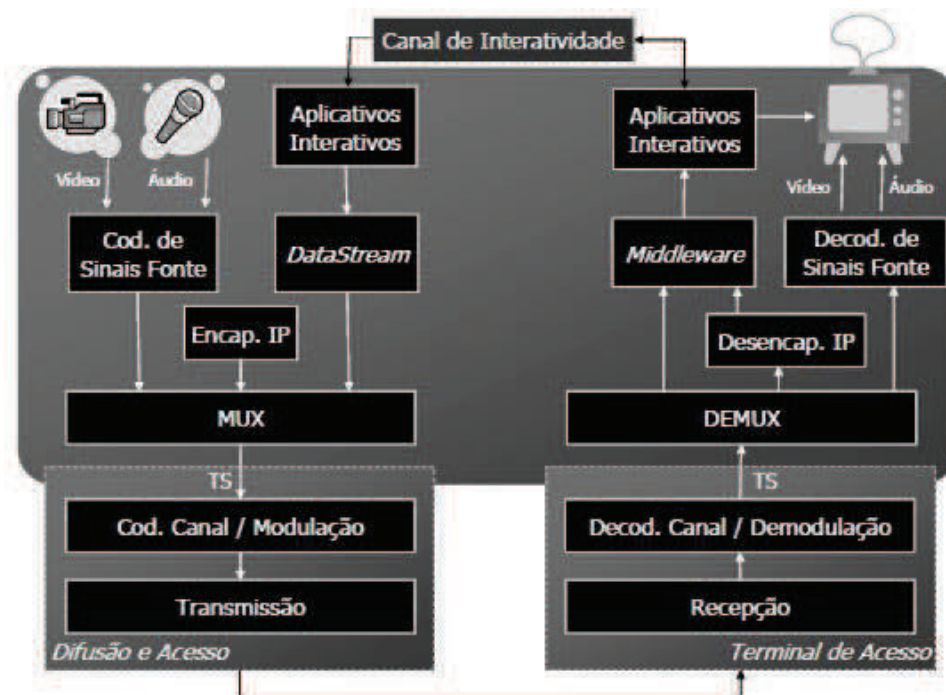 Canal de Interatividade
Aplicativos
Interativos
Aplicativos
Interativos
Vídeo
Áudio
Vídeo
Áudio
Cod. de
Sinais Fonte
DataStream
Middleware
Decod. de
Sinais Fonte
Encap. IP
Desencap. IP
MUX
DEMUX
TS
TS
Cod. Canal / Modulação
Decod. Canal / Demodulação
Transmissão
Recepção
Difusão e Acesso
Terminal de Acesso